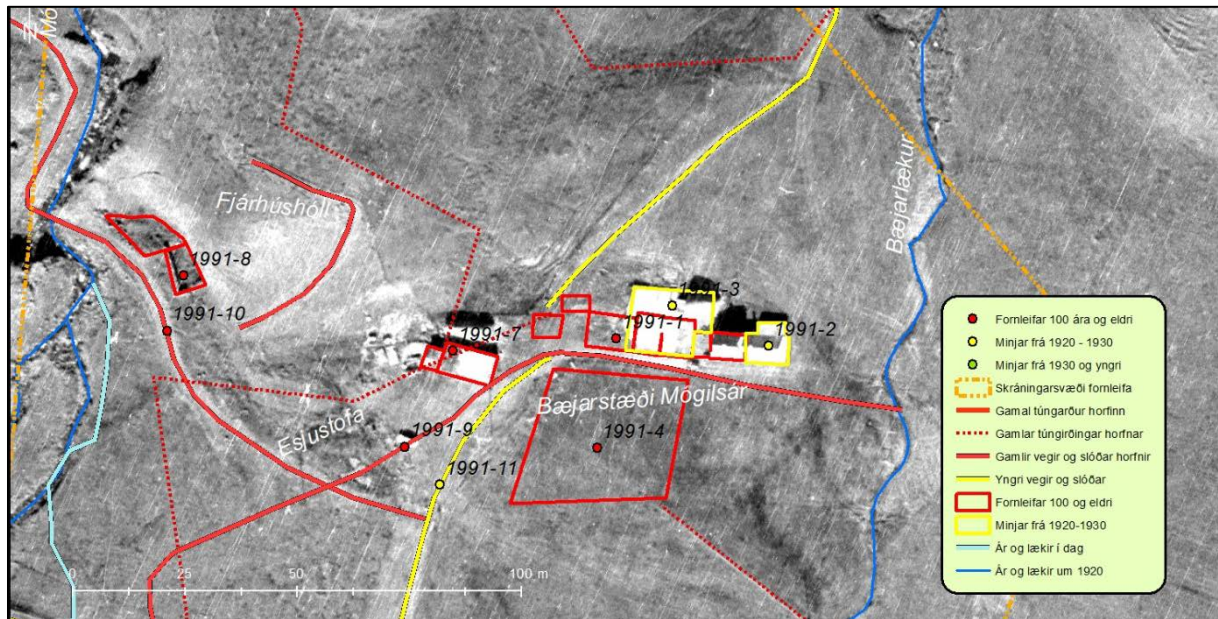 Mó
Bæjarlækur
Fjárhúshóll
1991-8
1991-3
1991-10
1991-7
1991-1
1991-2
Bæjarstæði Mógilsár
Esjustofa
1991-9
1991-4
1991-11
0 25 50 100 m
Fornleifar 100 ára og eldri
Minjar frá 1920 - 1930
Minjar frá 1930 og yngri
Skráningarsvæði fornleifa
Gamal túngarður horfinn
Gamlar túngirðingar horfnar
Gamlir vegir og slóðar horfnir
Yngri vegir og slóðar
Fornleifar 100 og eldri
Minjar frá 1920-1930
Ár og lækir í dag
Ár og lækir um 1920